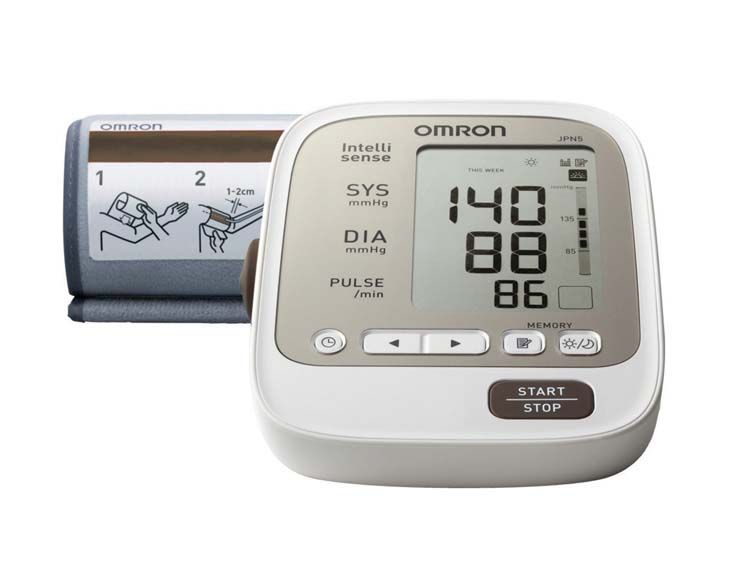 OMRON
1
2
1-2cm
OMRON
JPN5
Intelli
sense
SYS
mmHg
DIA
mmHg
PULSE
/min
THIS WEEK
mmHg
140
135
88
85
86
MEMORY
START
STOP